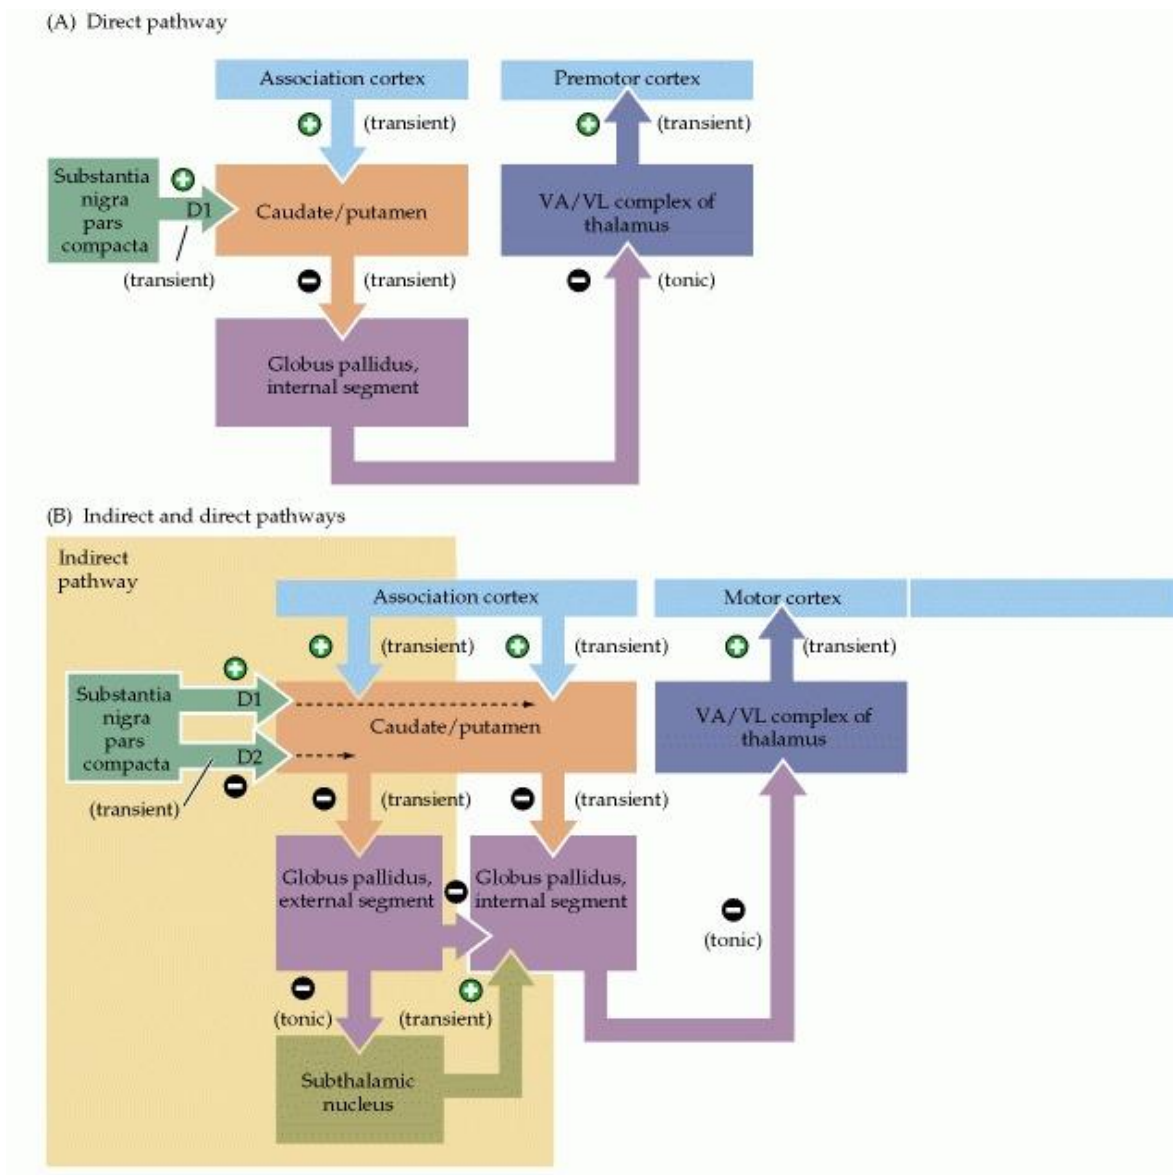 (A) Direct pathway
Association cortex
Premotor cortex
(transient)
(transient)
Substantia
nigra
pars
compacta
D1
(transient)
Caudate/putamen
VA/VL complex of
thalamus
(transient)
(tonic)
Globus pallidus,
internal segment
(B) Indirect and direct pathways
Indirect
pathway
Association cortex
Motor cortex
(transient)
(transient)
(transient)
Substantia
nigra
pars
compacta
D1
D2
(transient)
Caudate/putamen
VA/VL complex of
thalamus
(transient)
(transient)
Globus pallidus,
external segment
Globus pallidus,
internal segment
(tonic)
(tonic)
(transient)
Subthalamic
nucleus